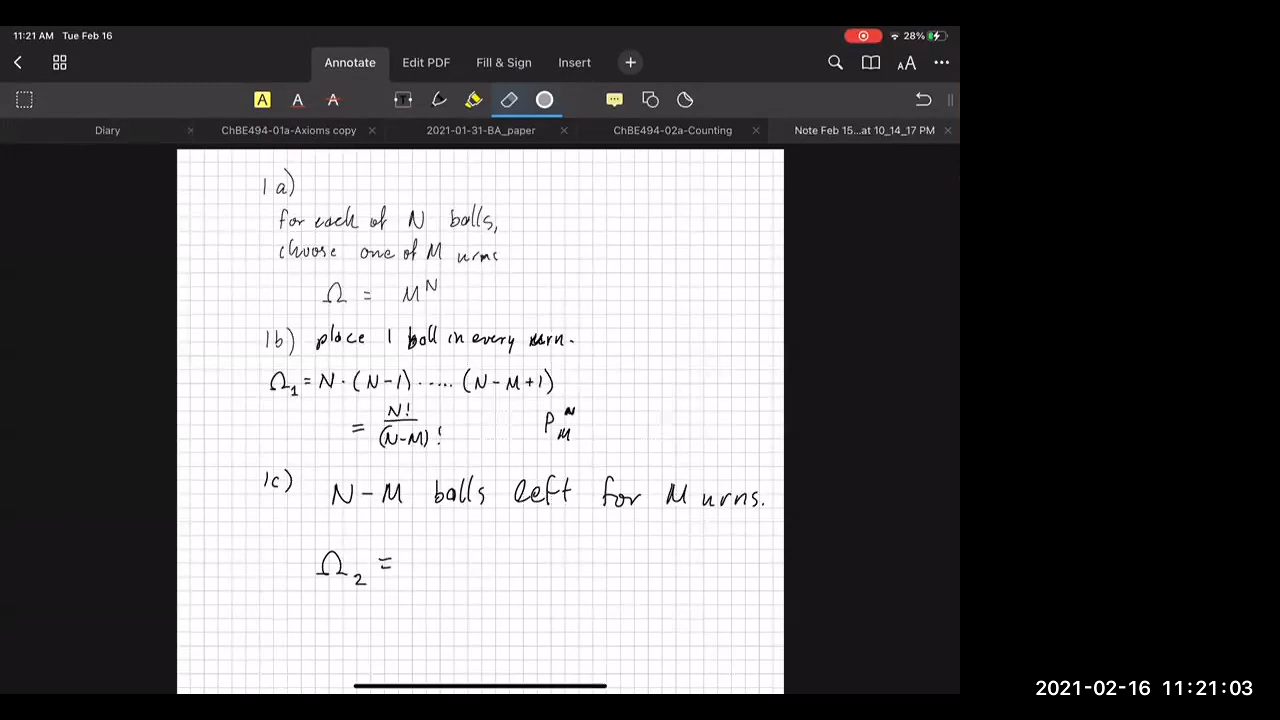 11:21 AM Tue Feb 16
28%
Annotate Edit PDF Fill & Sign Insert
Diary ChBE494-01a-Axioms copy 2021-01-31-BA_paper ChBE494-02a-Counting Note Feb 15...at 10_14_17 PM
1a)
for each of N balls,
choose one of M urns
Ω = M^N
1b) place 1 ball in every urn.
Ω₁ = N · (N-1) ..... (N-M+1)
= N! / (N-M)! P_M^N
1c) N-M balls left for M urns.
Ω₂ =
2021-02-16 11:21:03